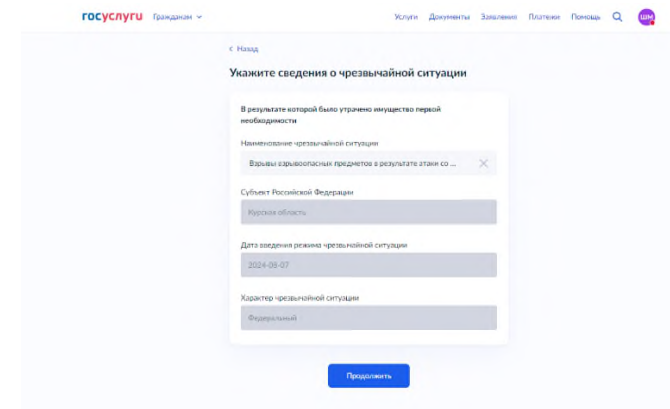 госуслуги Гражданам Услуги Документы Заявления Платежи Помощь ШМ
Назад
Укажите сведения о чрезвычайной ситуации
В результате которой было утрачено имущество первой
необходимости
Наименование чрезвычайной ситуации
Взрывы взрывоопасных предметов в результате атаки со ...
Субъект Российской Федерации
Курская область
Дата введения режима чрезвычайной ситуации
2024-08-07
Характер чрезвычайной ситуации
Федеральный
Продолжить